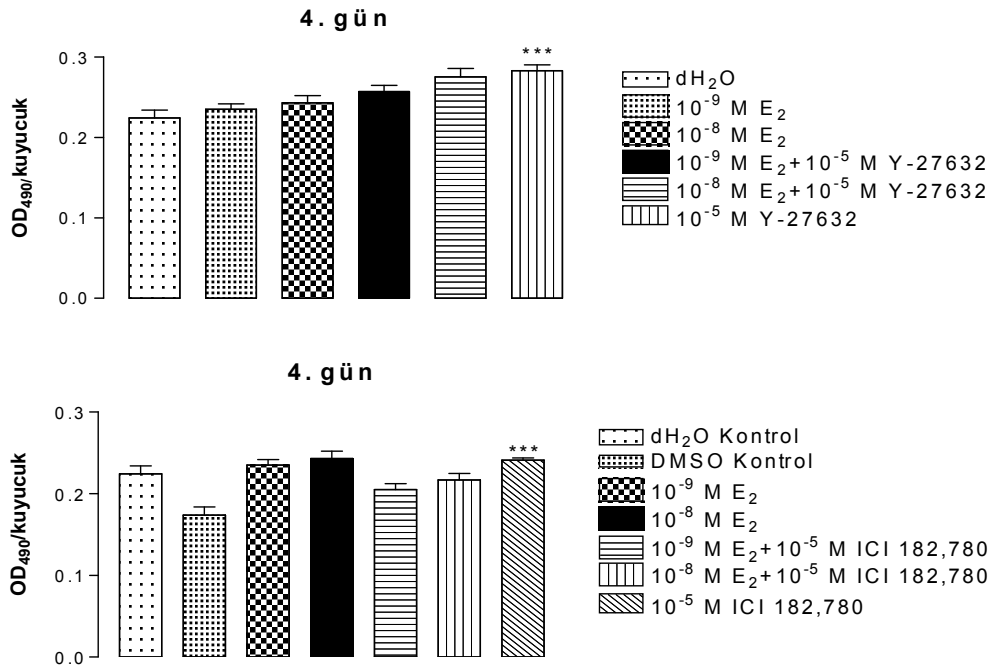 4. gün
***
0.3
0.2
0.1
0.0
OD490/kuyucuk
dH2O
10-9 M E2
10-8 M E2
10-9 M E2+10-5 M Y-27632
10-8 M E2+10-5 M Y-27632
10-5 M Y-27632
4. gün
***
0.3
0.2
0.1
0.0
OD490/kuyucuk
dH2O Kontrol
DMSO Kontrol
10-9 M E2
10-8 M E2
10-9 M E2+10-5 M ICI 182,780
10-8 M E2+10-5 M ICI 182,780
10-5 M ICI 182,780